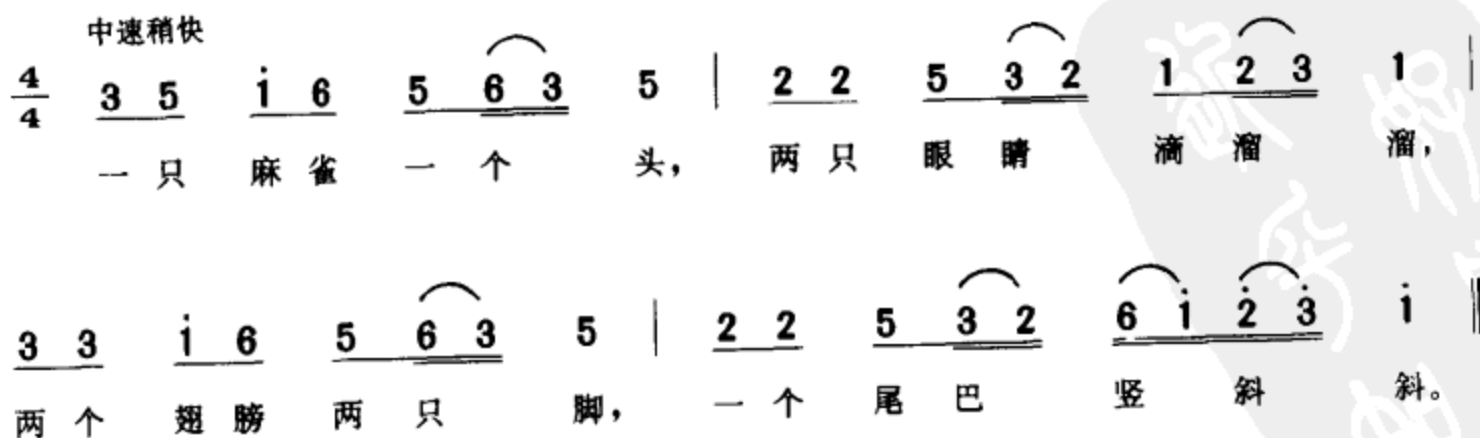 中速稍快
4/4 3 5 i̇ 6 5 6 3 5 | 2 2 5 3 2 1 2 3 1 |
一 只 麻 雀 一 个 头， 两 只 眼 睛 滴 溜 溜，
3 3 i̇ 6 5 6 3 5 | 2 2 5 3 2 6 i̇ 2̇ 3̇ i̇ ‖
两 个 翅 膀 两 只 脚， 一 个 尾 巴 竖 斜 斜。